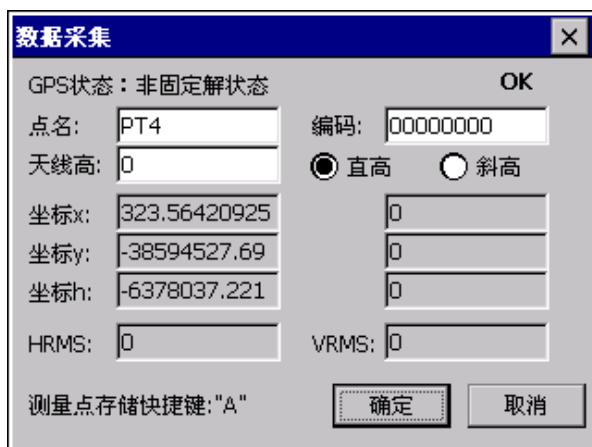 数据采集
GPS状态：非固定解状态 OK
点名: PT4 编码: 00000000
天线高: 0 直高 斜高
坐标x: 323.56420925 0
坐标y: -38594527.69 0
坐标h: -6378037.221 0
HRMS: 0 VRMS: 0
测量点存储快捷键:"A" 确定 取消